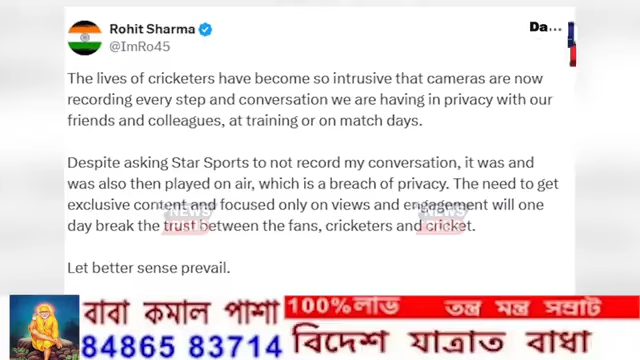 Rohit Sharma
@ImRo45
Da...
The lives of cricketers have become so intrusive that cameras are now
recording every step and conversation we are having in privacy with our
friends and colleagues, at training or on match days.
Despite asking Star Sports to not record my conversation, it was and
was also then played on air, which is a breach of privacy. The need to get
exclusive content and focused only on views and engagement will one
day break the trust between the fans, cricketers and cricket.
Let better sense prevail.
NEWS
NEWS
বাবা কমাল পাশা
84865 83714
100%লাভ তন্ত্র মন্ত্র সম্রাট
বিদেশ যাত্রাত বাধা